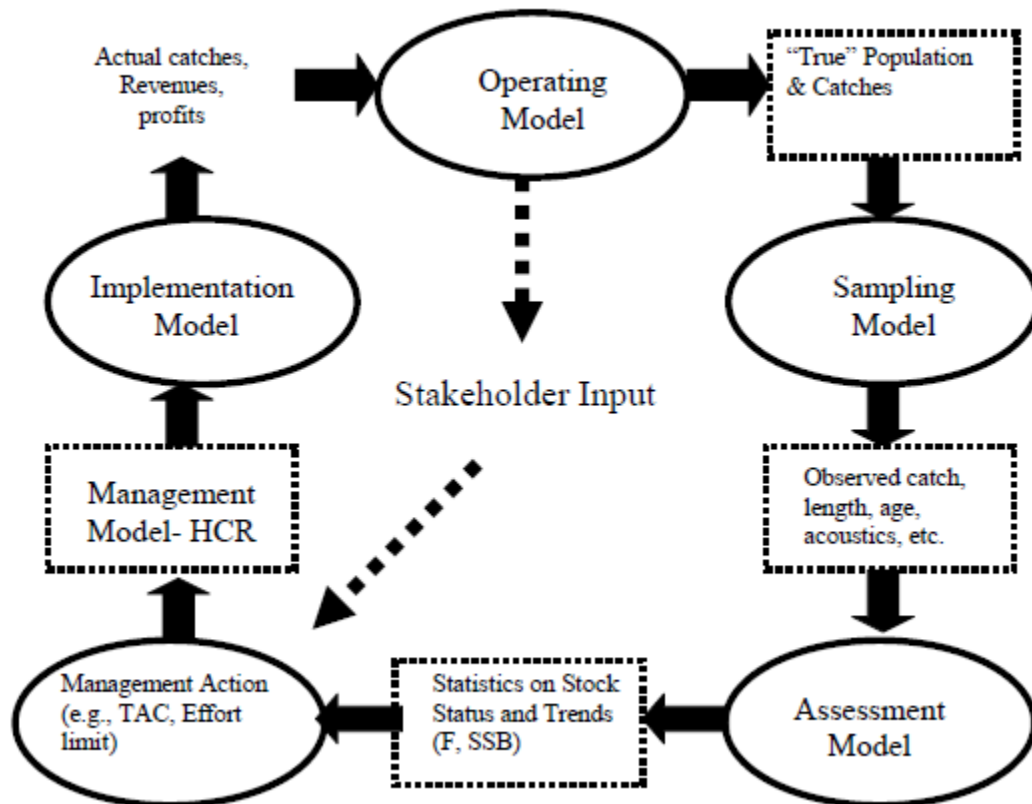 Actual catches,
Revenues,
profits
Operating
Model
“True” Population
& Catches
Implementation
Model
Sampling
Model
Stakeholder Input
Management
Model- HCR
Observed catch,
length, age,
acoustics, etc.
Management Action
(e.g., TAC, Effort
limit)
Statistics on Stock
Status and Trends
(F, SSB)
Assessment
Model